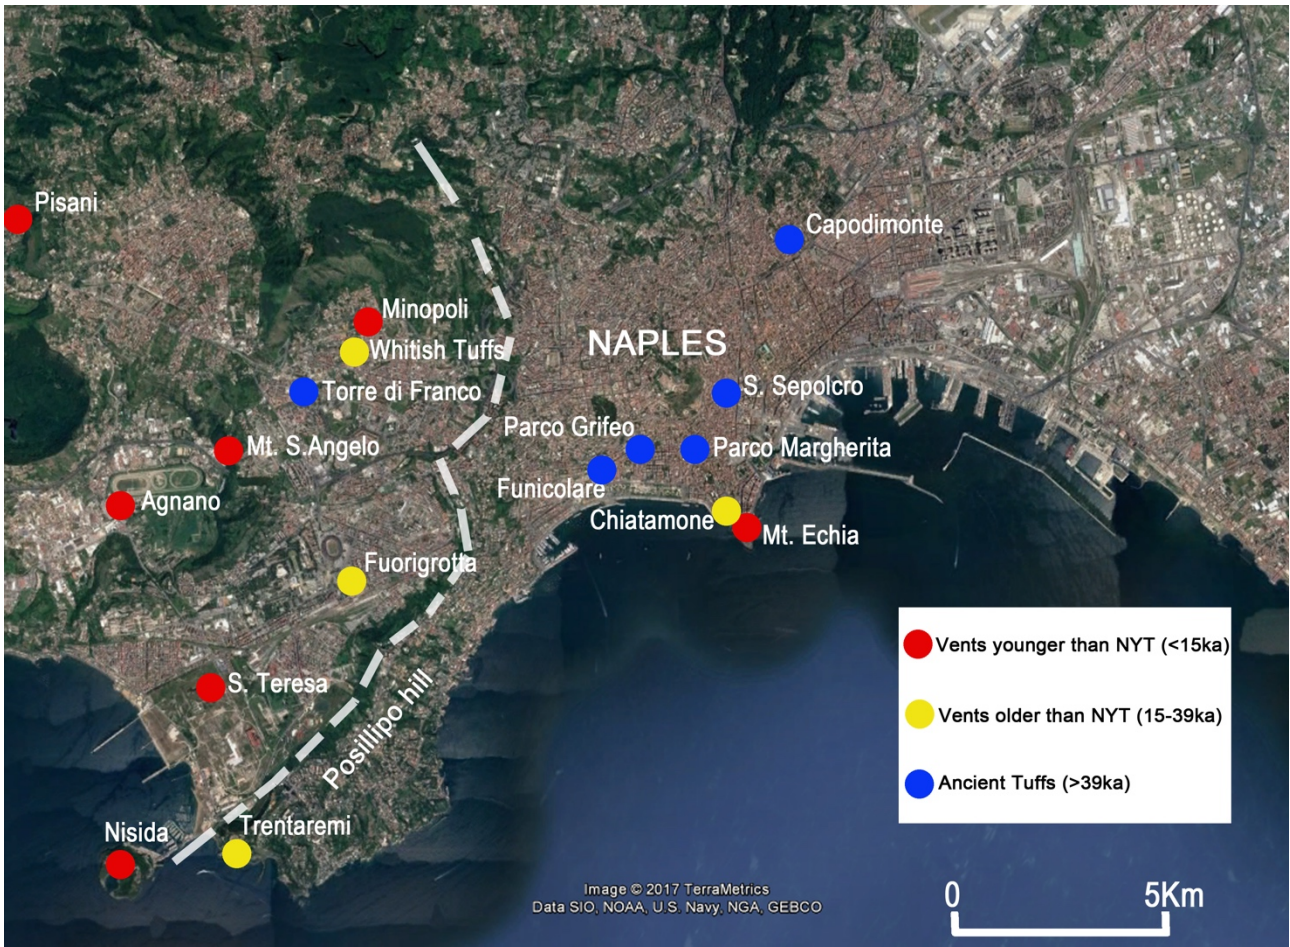 Pisani
Capodimonte
Minopoli
NAPLES
Whitish Tuffs
Torre di Franco
S. Sepolcro
Parco Grifeo
Mt. S.Angelo
Parco Margherita
Funicolare
Agnano
Chiatamone
Mt. Echia
Fuorigrotta
S. Teresa
Posillipo hill
Trentaremi
Nisida
Vents younger than NYT (<15ka)
Vents older than NYT (15-39ka)
Ancient Tuffs (>39ka)
Image © 2017 TerraMetrics
Data SIO, NOAA, U.S. Navy, NGA, GEBCO
0 5Km